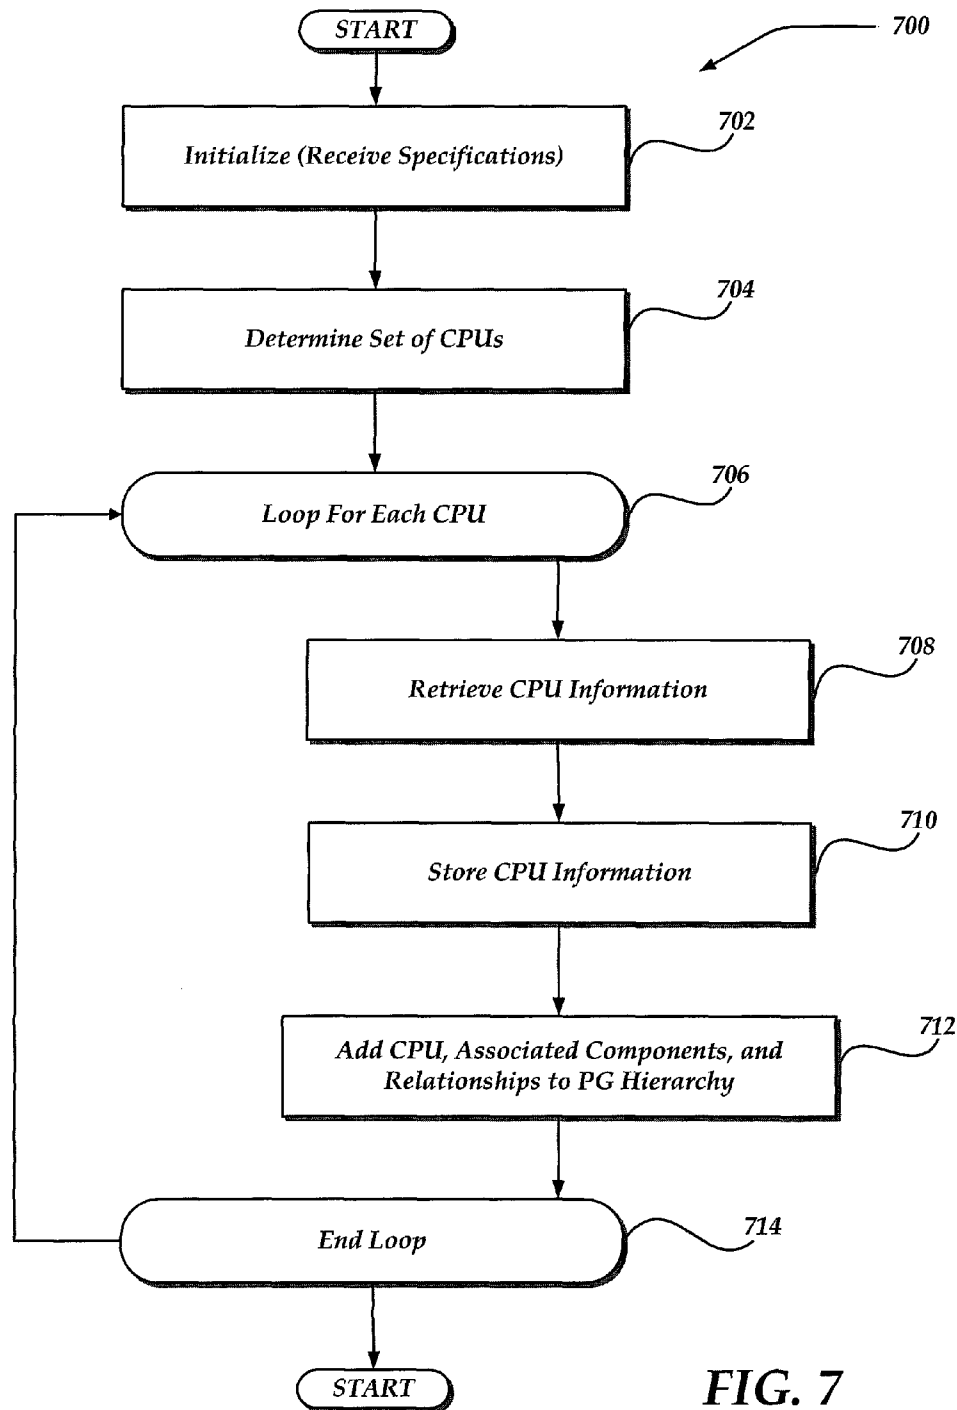 START
700
Initialize (Receive Specifications)
702
Determine Set of CPUs
704
Loop For Each CPU
706
Retrieve CPU Information
708
Store CPU Information
710
Add CPU, Associated Components, and
Relationships to PG Hierarchy
712
End Loop
714
START
FIG. 7